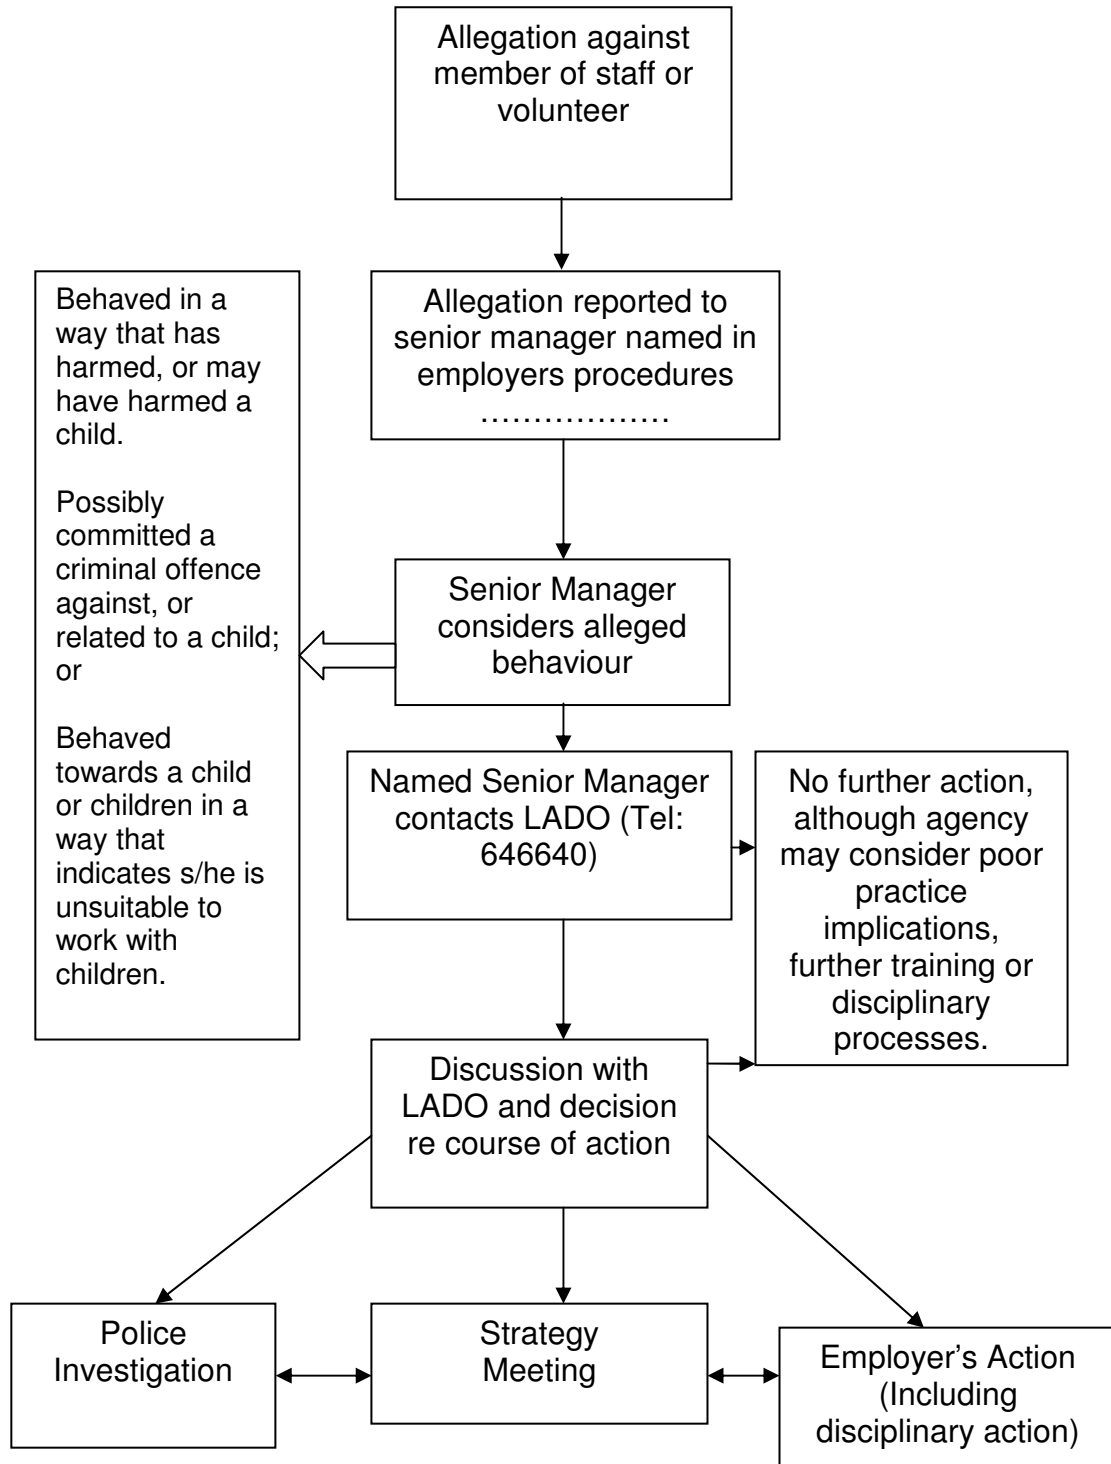 Allegation against
member of staff or
volunteer
Allegation reported to
senior manager named in
employers procedures
………………
Behaved in a
way that has
harmed, or may
have harmed a
child.
Possibly
committed a
criminal offence
against, or
related to a child;
or
Behaved
towards a child
or children in a
way that
indicates s/he is
unsuitable to
work with
children.
Senior Manager
considers alleged
behaviour
Named Senior Manager
contacts LADO (Tel:
646640)
No further action,
although agency
may consider poor
practice
implications,
further training or
disciplinary
processes.
Discussion with
LADO and decision
re course of action
Police
Investigation
Strategy
Meeting
Employer’s Action
(Including
disciplinary action)